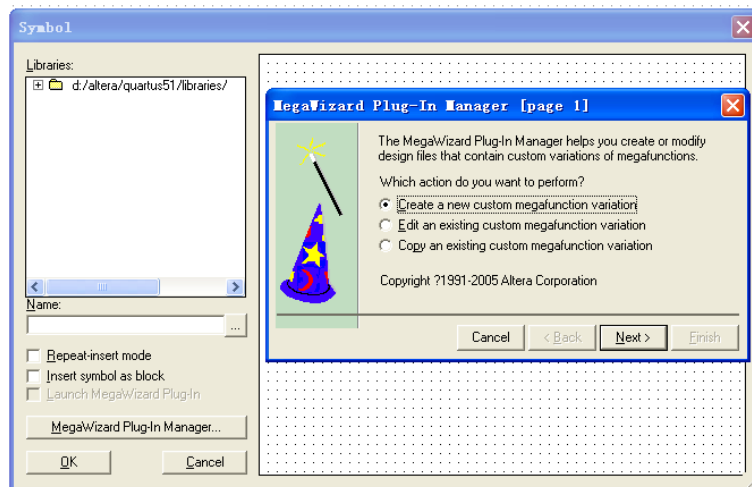 Symbol
Libraries:
d:/altera/quartus51/libraries/
Name:
...
Repeat-insert mode
Insert symbol as block
Launch MegaWizard Plug-In
MegaWizard Plug-In Manager...
OK
Cancel
MegaWizard Plug-In Manager [page 1]
The MegaWizard Plug-In Manager helps you create or modify
design files that contain custom variations of megafunctions.
Which action do you want to perform?
Create a new custom megafunction variation
Edit an existing custom megafunction variation
Copy an existing custom megafunction variation
Copyright ?1991-2005 Altera Corporation
Cancel
< Back
Next >
Finish